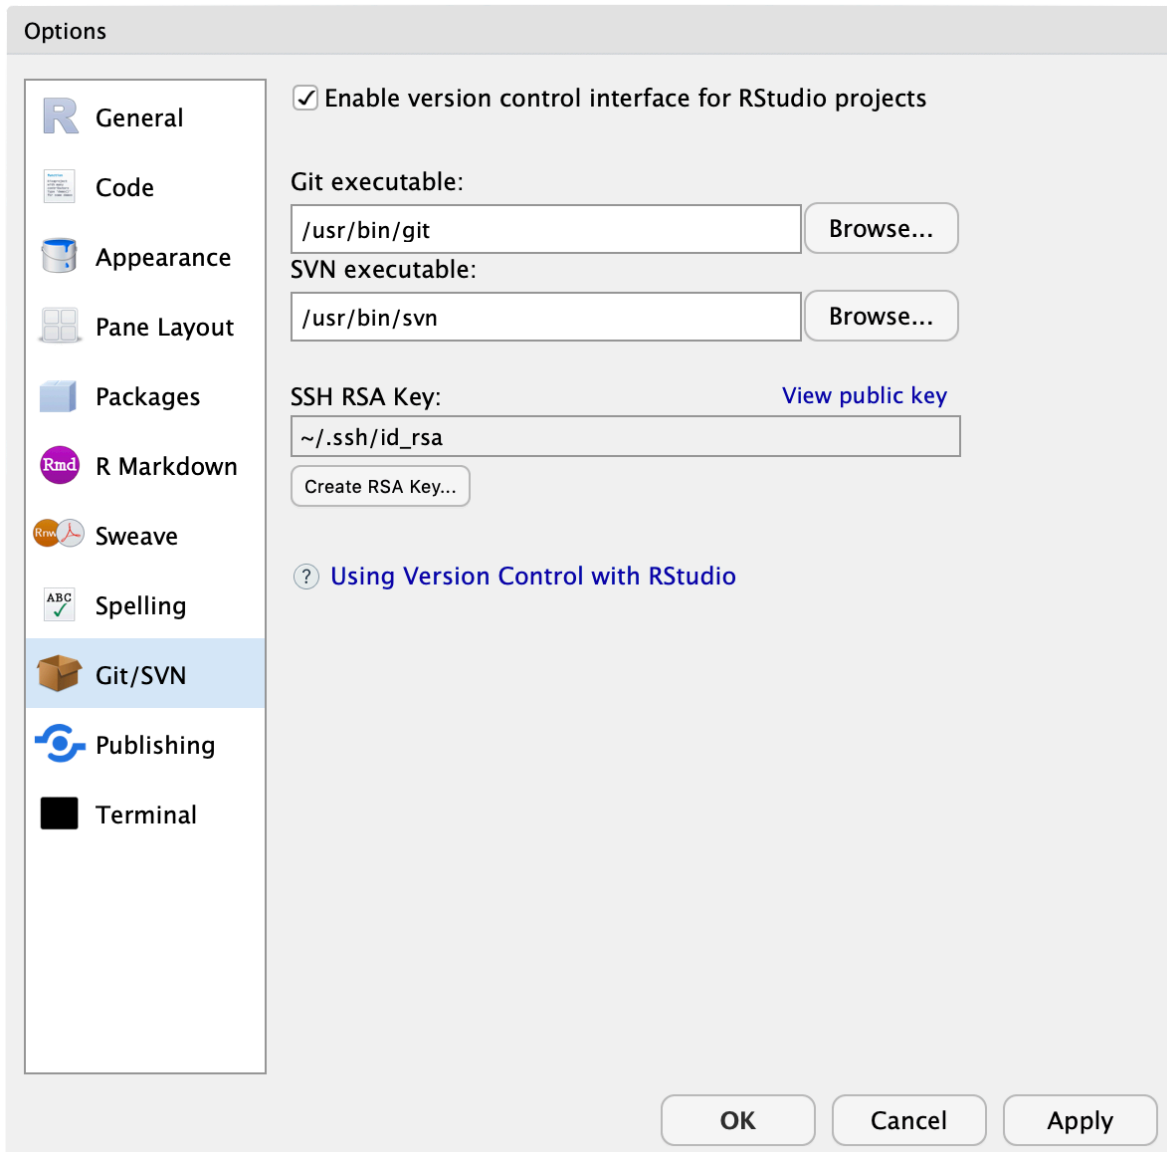 Options
General
Code
Appearance
Pane Layout
Packages
Rmd R Markdown
Rnw Sweave
ABC Spelling
Git/SVN
Publishing
Terminal
Enable version control interface for RStudio projects
Git executable:
/usr/bin/git Browse...
SVN executable:
/usr/bin/svn Browse...
SSH RSA Key: View public key
~/.ssh/id_rsa
Create RSA Key...
? Using Version Control with RStudio
OK Cancel Apply